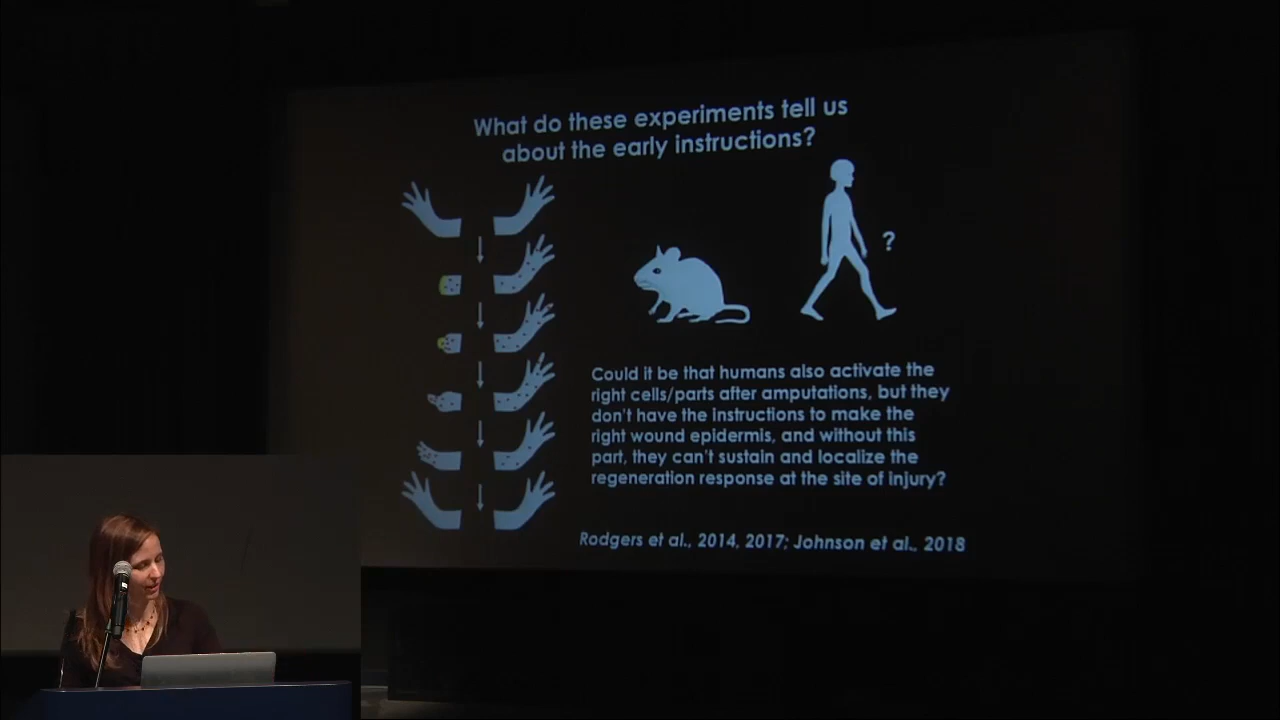 What do these experiments tell us
about the early instructions?
?
Could it be that humans also activate the
right cells/parts after amputations, but they
don't have the instructions to make the
right wound epidermis, and without this
part, they can't sustain and localize the
regeneration response at the site of injury?
Rodgers et al., 2014, 2017; Johnson et al., 2018